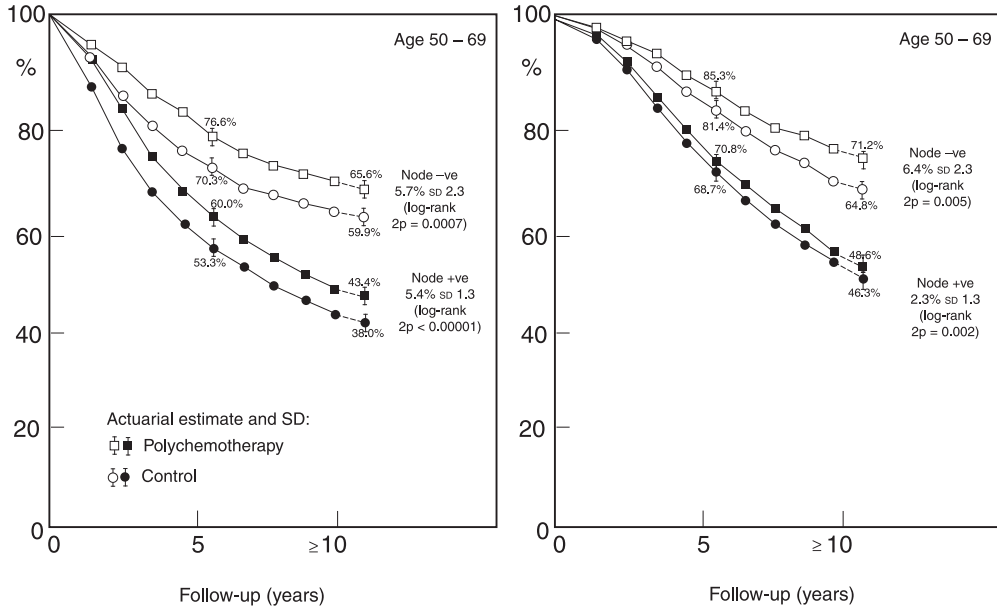 100
%
80
60
40
20
0
Age 50 – 69
76.6%
70.3%
60.0%
53.3%
65.6%
59.9%
43.4%
38.0%
Node –ve
5.7% SD 2.3
(log-rank
2p = 0.0007)
Node +ve
5.4% SD 1.3
(log-rank
2p < 0.00001)
Actuarial estimate and SD:
Polychemotherapy
Control
5
≥10
Follow-up (years)
100
%
80
60
40
20
0
Age 50 – 69
85.3%
81.4%
70.8%
68.7%
71.2%
64.8%
48.6%
46.3%
Node –ve
6.4% SD 2.3
(log-rank
2p = 0.005)
Node +ve
2.3% SD 1.3
(log-rank
2p = 0.002)
5
≥10
Follow-up (years)